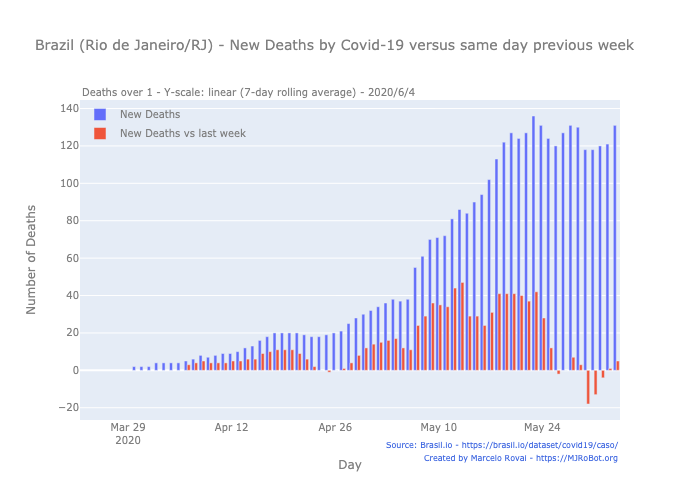 Brazil (Rio de Janeiro/RJ) - New Deaths by Covid-19 versus same day previous week
Deaths over 1 - Y-scale: linear (7-day rolling average) - 2020/6/4
New Deaths
New Deaths vs last week
Number of Deaths
140
120
100
80
60
40
20
0
−20
Mar 29
2020
Apr 12
Apr 26
May 10
May 24
Day
Source: Brasil.io - https://brasil.io/dataset/covid19/caso/
Created by Marcelo Rovai - https://MJRoBot.org